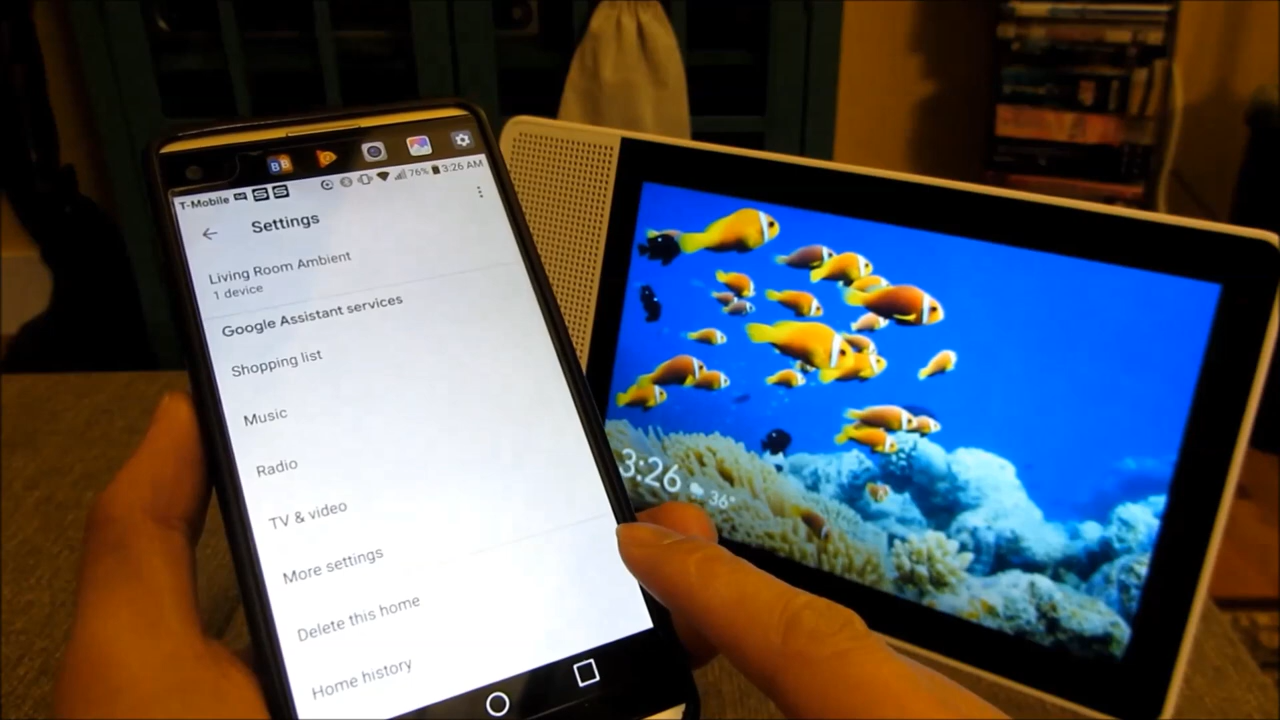 T-Mobile 76% 3:26 AM
Settings
Living Room Ambient
1 device
Google Assistant services
Shopping list
Music
Radio
TV & video
More settings
Delete this home
Home history
3:26 36°